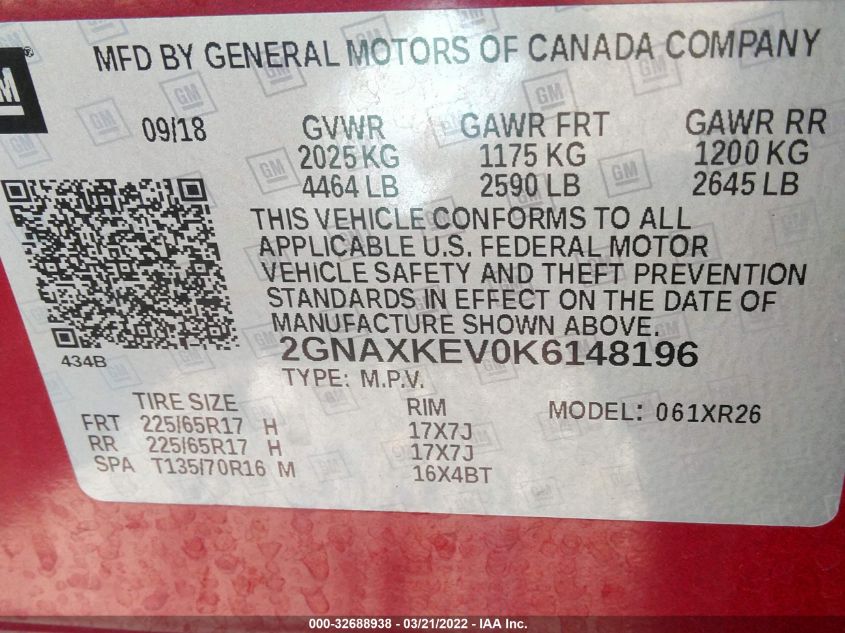 GM
MFD BY GENERAL MOTORS OF CANADA COMPANY
09/18 GVWR GAWR FRT GAWR RR
2025 KG 1175 KG 1200 KG
4464 LB 2590 LB 2645 LB
THIS VEHICLE CONFORMS TO ALL
APPLICABLE U.S. FEDERAL MOTOR
VEHICLE SAFETY AND THEFT PREVENTION
STANDARDS IN EFFECT ON THE DATE OF
MANUFACTURE SHOWN ABOVE.
434B 2GNAXKEV0K6148196
TYPE: M.P.V.
TIRE SIZE RIM MODEL: 061XR26
FRT 225/65R17 H 17X7J
RR 225/65R17 H 17X7J
SPA T135/70R16 M 16X4BT
000-32688938 - 03/21/2022 - IAA Inc.